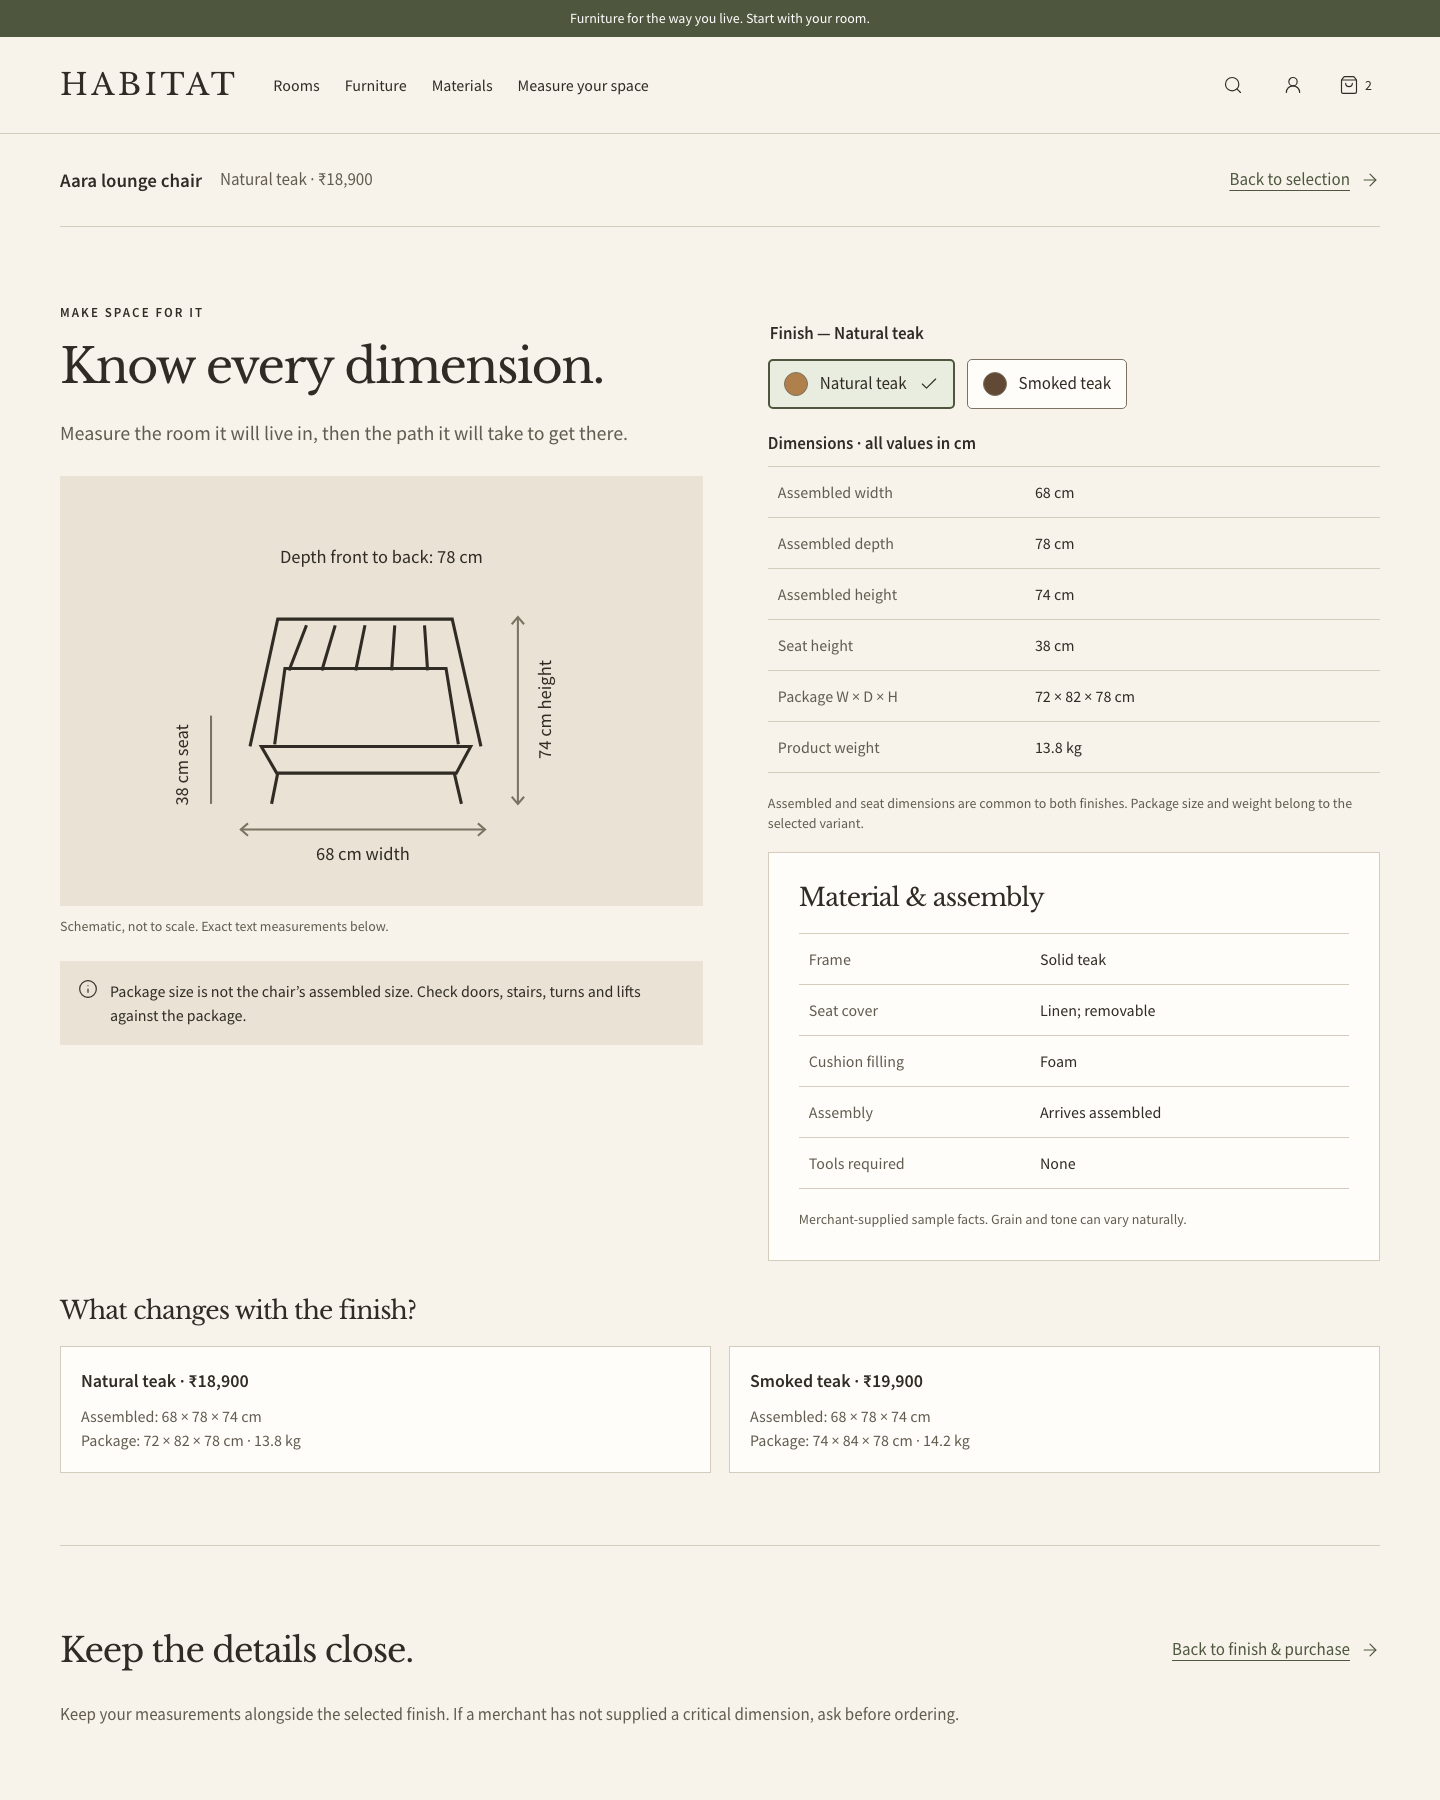 Furniture for the way you live. Start with your room.
HABITAT
Rooms
Furniture
Materials
Measure your space
2
Aara lounge chair
Natural teak · ₹18,900
Back to selection
MAKE SPACE FOR IT
Know every dimension.
Measure the room it will live in, then the path it will take to get there.
Depth front to back: 78 cm
38 cm seat
74 cm height
68 cm width
Schematic, not to scale. Exact text measurements below.
Package size is not the chair’s assembled size. Check doors, stairs, turns and lifts
against the package.
Finish — Natural teak
Natural teak
Smoked teak
Dimensions · all values in cm
Assembled width 68 cm
Assembled depth 78 cm
Assembled height 74 cm
Seat height 38 cm
Package W × D × H 72 × 82 × 78 cm
Product weight 13.8 kg
Assembled and seat dimensions are common to both finishes. Package size and weight belong to the
selected variant.
Material & assembly
Frame Solid teak
Seat cover Linen; removable
Cushion filling Foam
Assembly Arrives assembled
Tools required None
Merchant-supplied sample facts. Grain and tone can vary naturally.
What changes with the finish?
Natural teak · ₹18,900
Assembled: 68 × 78 × 74 cm
Package: 72 × 82 × 78 cm · 13.8 kg
Smoked teak · ₹19,900
Assembled: 68 × 78 × 74 cm
Package: 74 × 84 × 78 cm · 14.2 kg
Keep the details close.
Back to finish & purchase
Keep your measurements alongside the selected finish. If a merchant has not supplied a critical dimension, ask before ordering.